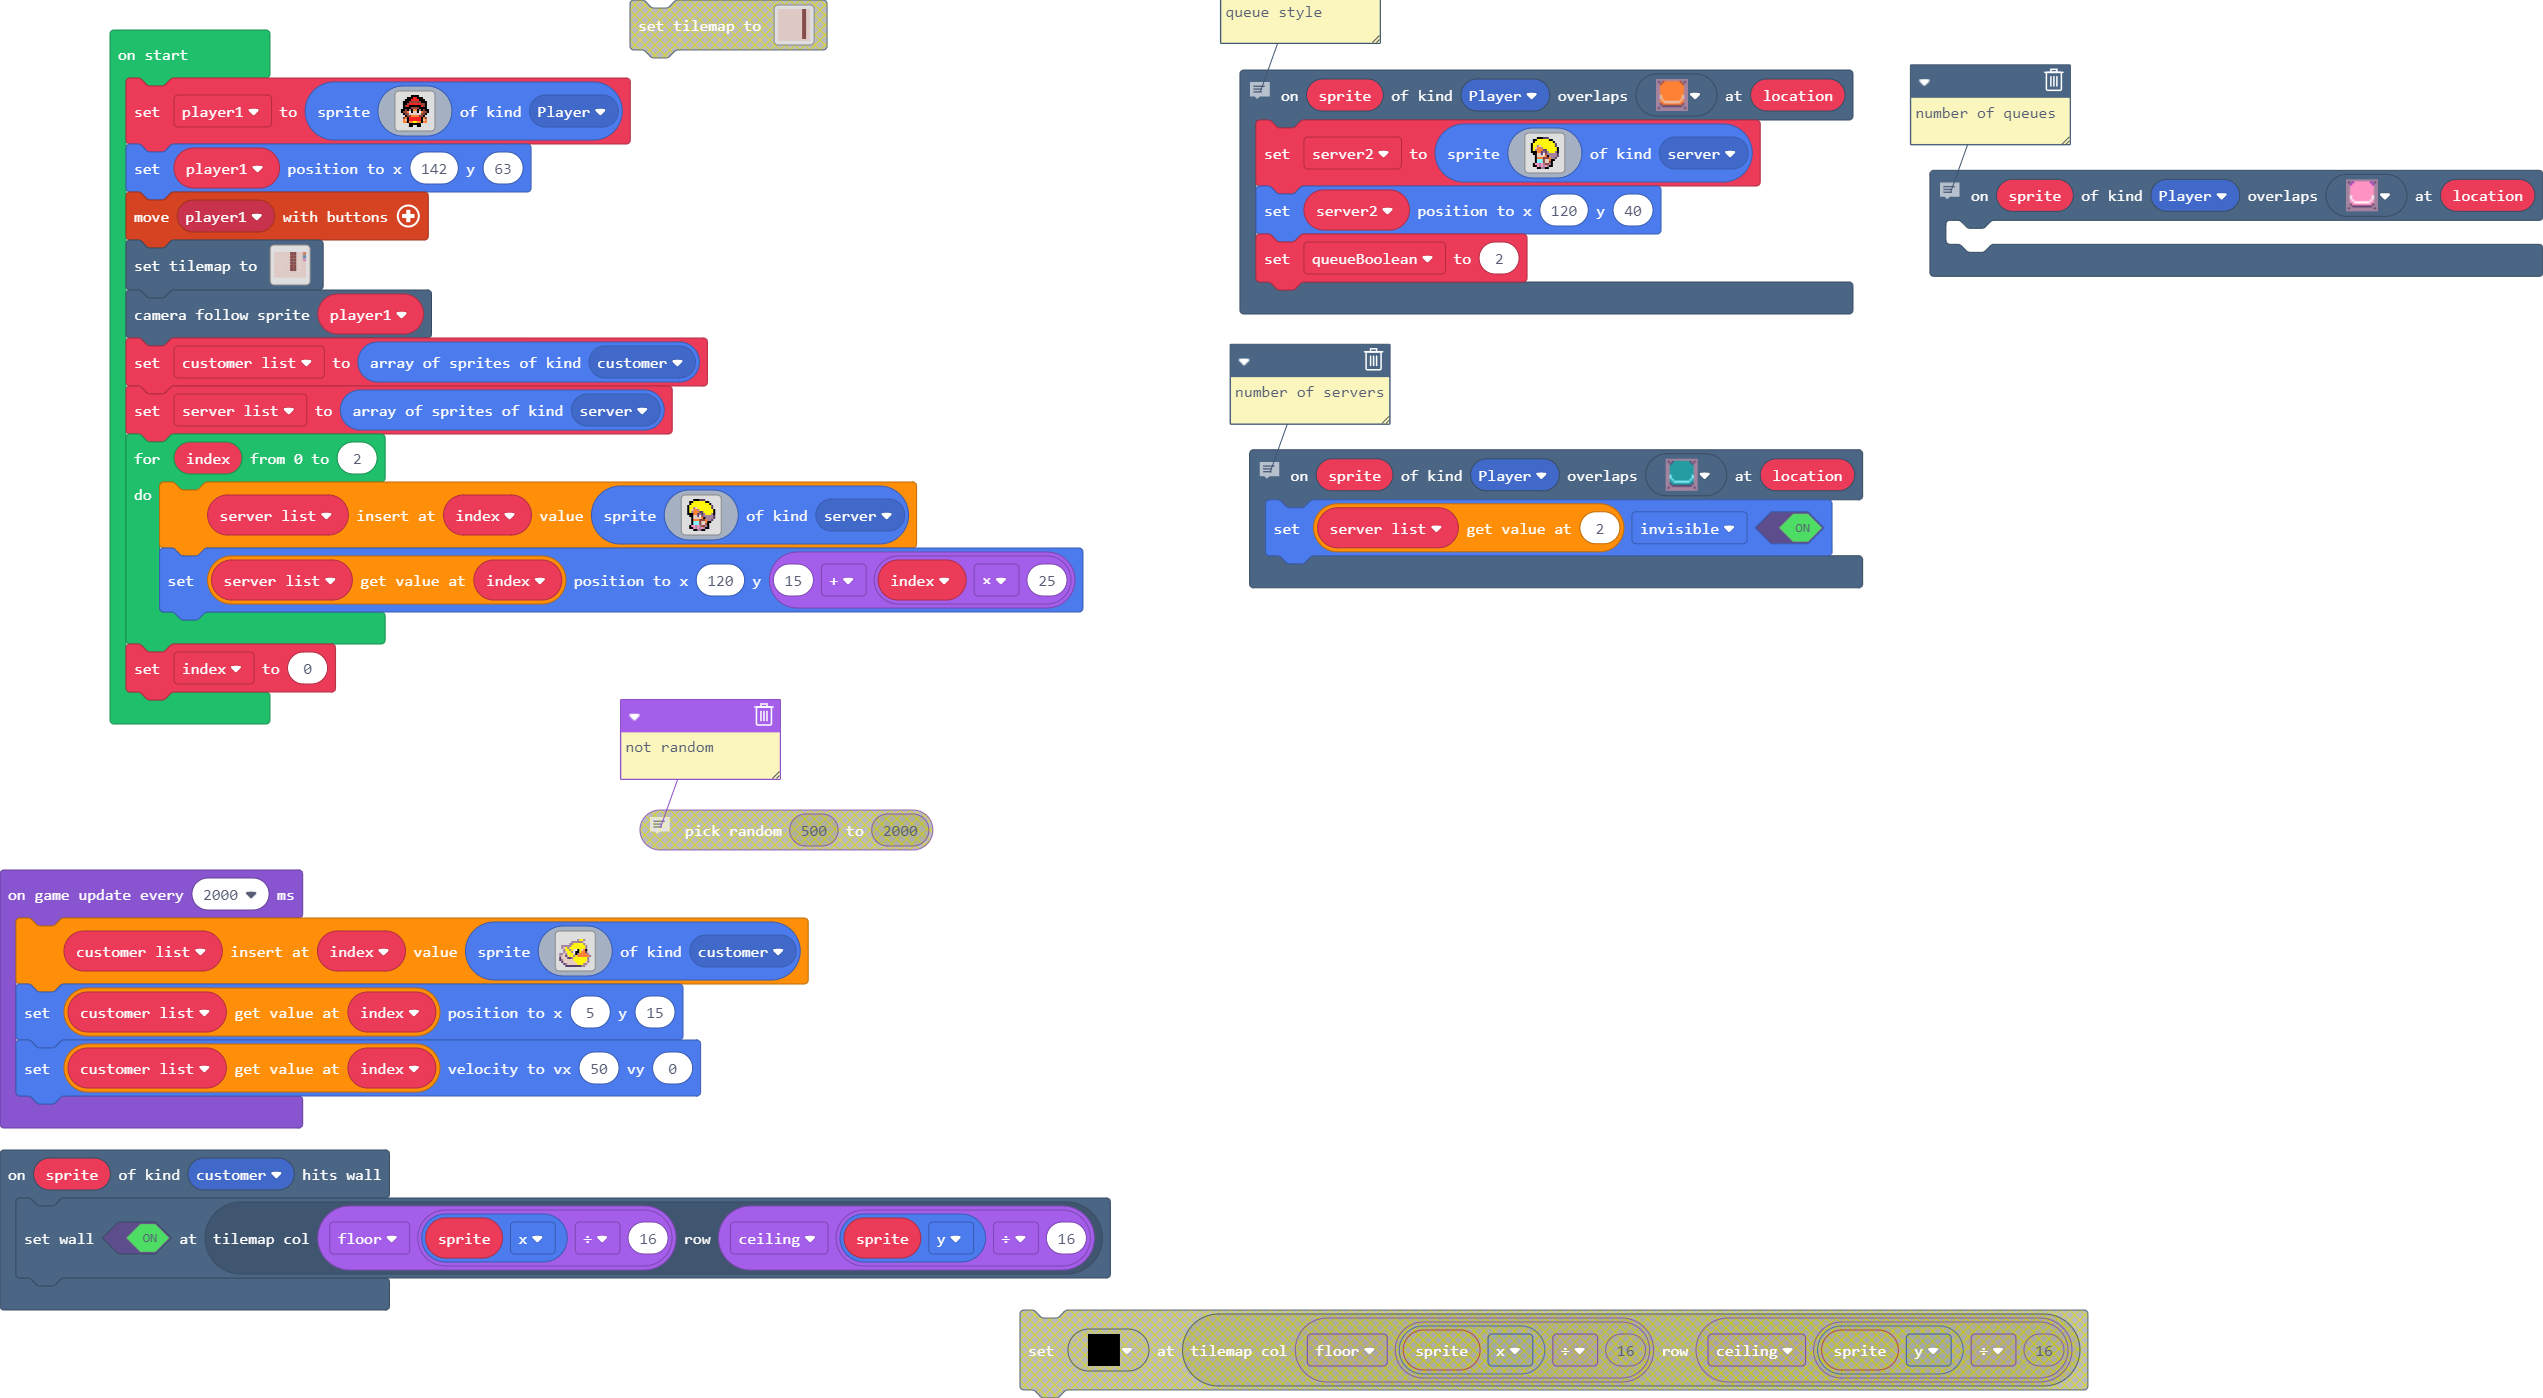 set tilemap to
on start
set player1 to sprite of kind Player
set player1 position to x 142 y 63
move player1 with buttons
set tilemap to
camera follow sprite player1
set customer list to array of sprites of kind customer
set server list to array of sprites of kind server
for index from 0 to 2
do
server list insert at index value sprite of kind server
set server list get value at index position to x 120 y 15 + index x 25
set index to 0
not random
pick random 500 to 2000
on game update every 2000 ms
customer list insert at index value sprite of kind customer
set customer list get value at index position to x 5 y 15
set customer list get value at index velocity to vx 50 vy 0
on sprite of kind customer hits wall
set wall ON at tilemap col floor sprite x ÷ 16 row ceiling sprite y ÷ 16
set at tilemap col floor sprite x ÷ 16 row ceiling sprite y ÷ 16
queue style
on sprite of kind Player overlaps at location
set server2 to sprite of kind server
set server2 position to x 120 y 40
set queueBoolean to 2
number of servers
on sprite of kind Player overlaps at location
set server list get value at 2 invisible ON
number of queues
on sprite of kind Player overlaps at location